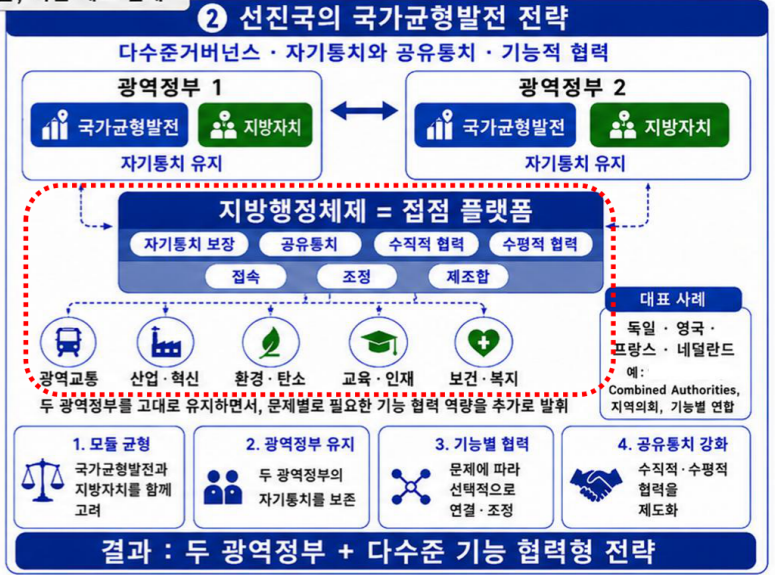 ② 선진국의 국가균형발전 전략
다수준거버넌스 · 자기통치와 공유통치 · 기능적 협력
광역정부 1
국가균형발전
지방자치
자기통치 유지
광역정부 2
국가균형발전
지방자치
자기통치 유지
지방행정체제 = 접점 플랫폼
자기통치 보장
공유통치
수직적 협력
수평적 협력
접속
조정
제조합
광역교통
산업 · 혁신
환경 · 탄소
교육 · 인재
보건 · 복지
두 광역정부를 고대로 유지하면서, 문제별로 필요한 기능 협력 역량을 추가로 발휘
대표 사례
독일 · 영국 ·
프랑스 · 네덜란드
예:
Combined Authorities,
지역의회, 기능별 연합
1. 모듈 균형
국가균형발전과
지방자치를 함께
고려
2. 광역정부 유지
두 광역정부의
자기통치를 보존
3. 기능별 협력
문제에 따라
선택적으로
연결 · 조정
4. 공유통치 강화
수직적 · 수평적
협력을
제도화
결과 : 두 광역정부 + 다수준 기능 협력형 전략